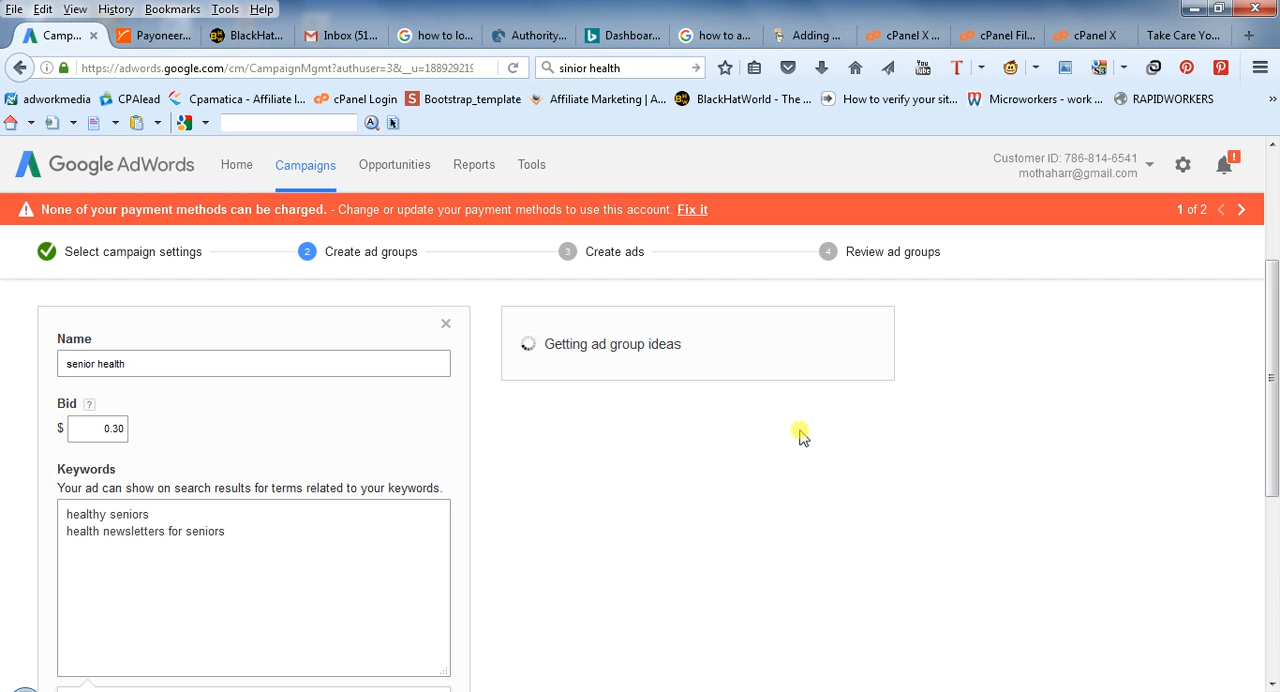 File Edit View History Bookmarks Tools Help
Camp... × Payoneer... BlackHat... Inbox (51... how to lo... Authority... Dashboar... how to a... Adding ... cPanel X ... cPanel Fil... cPanel X Take Care Yo... +
https://adwords.google.com/cm/CampaignMgmt?authuser=3&__u=188929219 sinior health
adworkmedia CPAlead Cpamatica - Affiliate I... cPanel Login Bootstrap_template Affiliate Marketing | A... BlackHatWorld - The ... How to verify your sit... Microworkers - work ... RAPIDWORKERS »
Google AdWords Home Campaigns Opportunities Reports Tools Customer ID: 786-814-6541
mothaharr@gmail.com
None of your payment methods can be charged. - Change or update your payment methods to use this account. Fix it 1 of 2
Select campaign settings 2 Create ad groups 3 Create ads 4 Review ad groups
Name
senior health
Getting ad group ideas
Bid ?
$ 0.30
Keywords
Your ad can show on search results for terms related to your keywords.
healthy seniors
health newsletters for seniors